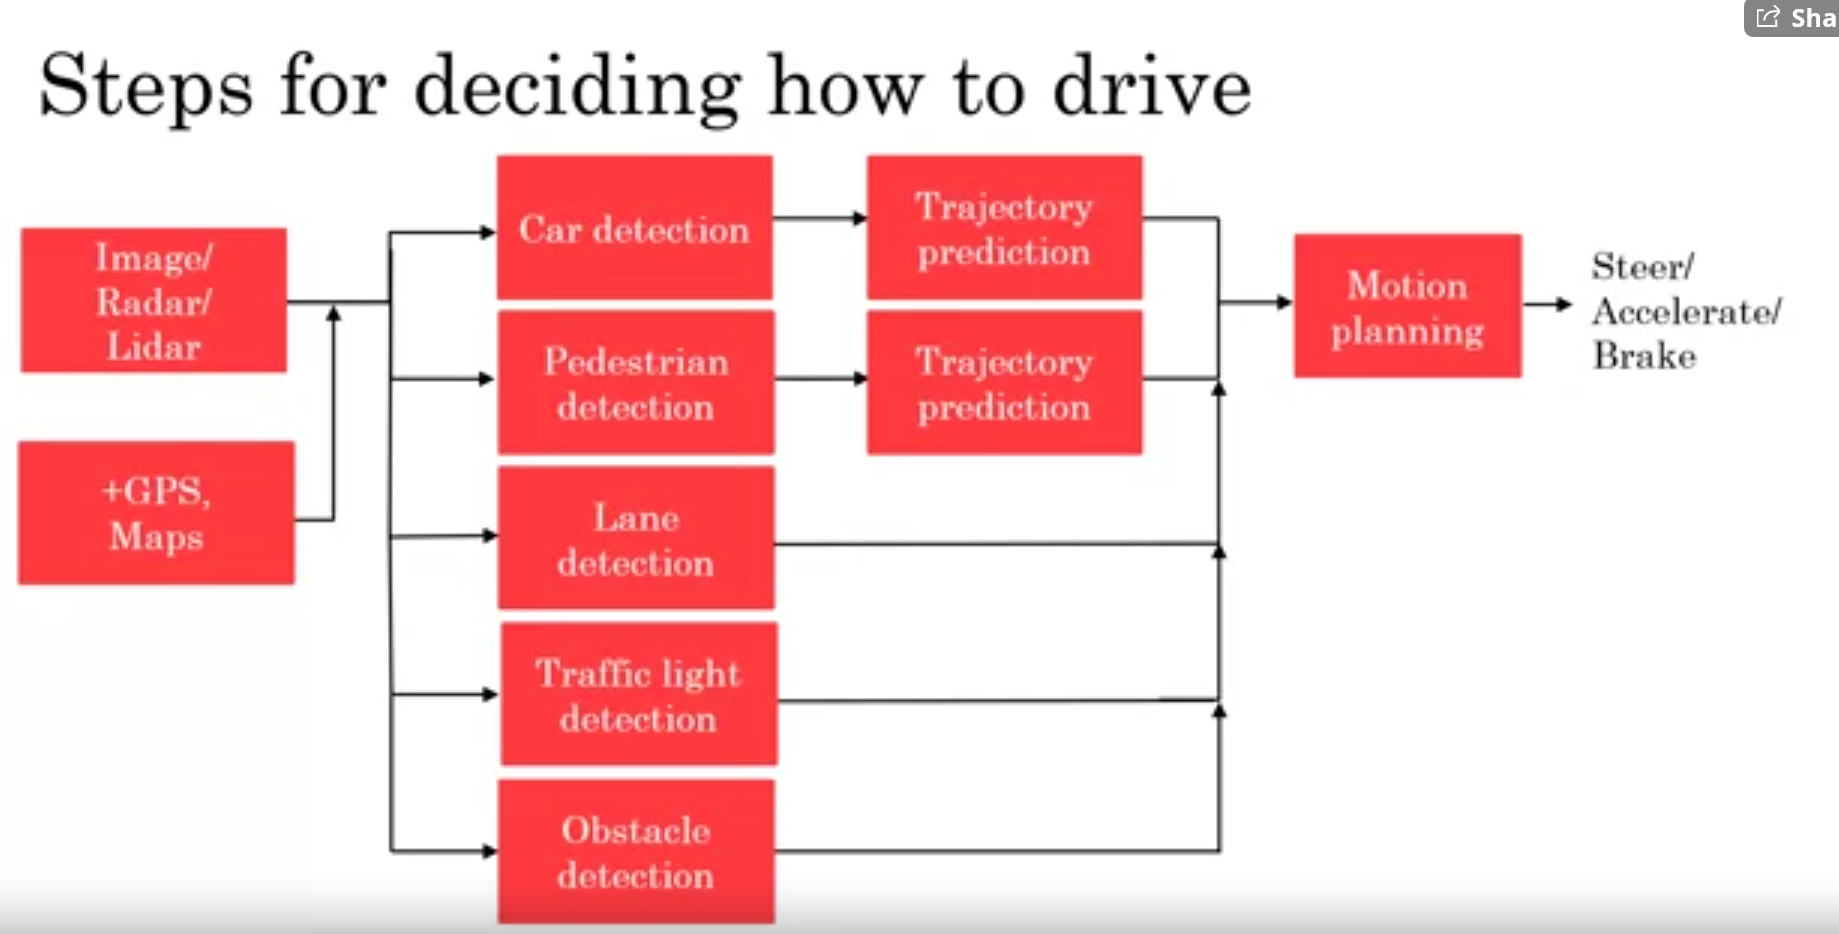 Sha
Steps for deciding how to drive
Image/
Radar/
Lidar
+GPS,
Maps
Car detection
Trajectory
prediction
Pedestrian
detection
Trajectory
prediction
Lane
detection
Traffic light
detection
Obstacle
detection
Motion
planning
Steer/
Accelerate/
Brake